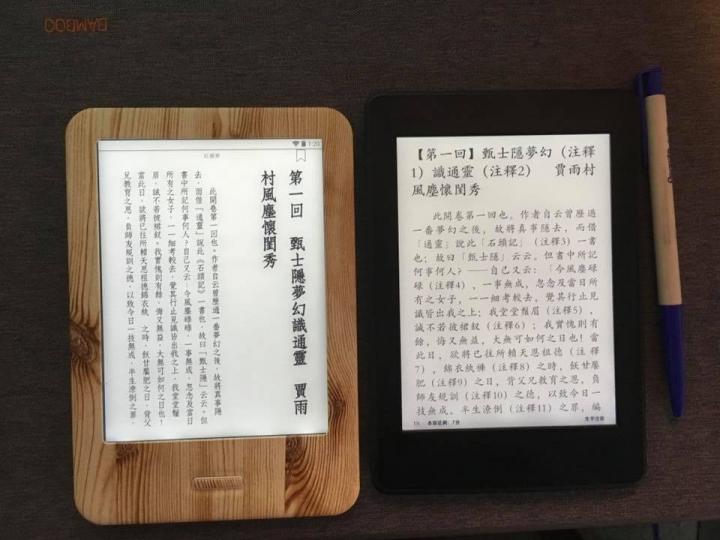 BAMBOO
1:20
紅樓夢
第一回　甄士隱夢幻識通靈　賈雨
村風塵懷閨秀
此開卷第一回也。作者自云曾歷過一番夢幻之後，故將真事隱
去，而借「通靈」說此《石頭記》一書也，故曰「甄士隱」云云。但
書中所記何事何人？自己又云：今風塵碌碌，一事無成，忽念及當日
所有之女子，一一細考較去，覺其行止見識皆出我之上，我堂堂鬚
眉，誠不若彼裙釵，我實愧則有餘，悔又無益，大無可如何之日也！
當此日，欲將已往所賴天恩祖德錦衣紈　之時，飫甘饜肥之日，背父
兄教育之恩，負師友規訓之德，以致今日一技無成、半生潦倒之罪，
【第一回】甄士隱夢幻（注釋
1）識通靈（注釋2）　賈雨村
風塵懷閨秀
此開卷第一回也。作者自云曾歷過
一番夢幻之後，故將真事隱去，而借
「通靈」說此「石頭記」（注釋3）一書
也；故曰「甄士隱」云云。但書中所記
何事何人？——自己又云：「今風塵碌
碌（注釋4），一事無成，忽念及當日所
有之女子，一一細考較去，覺其行止見
識皆出我之上；我堂堂鬚眉（注釋5），
誠不若彼裙釵（注釋6）；我實愧則有
餘，悔又無益，大無可如何之日也！當
此日，欲將已往所賴天恩祖德（注釋
7），錦衣紈褲（注釋8）之時，飫甘饜
肥（注釋9）之日，背父兄教育之恩，負
師友規訓（注釋10）之德，以致今日一
技無成，半生潦倒（注釋11）之罪，編